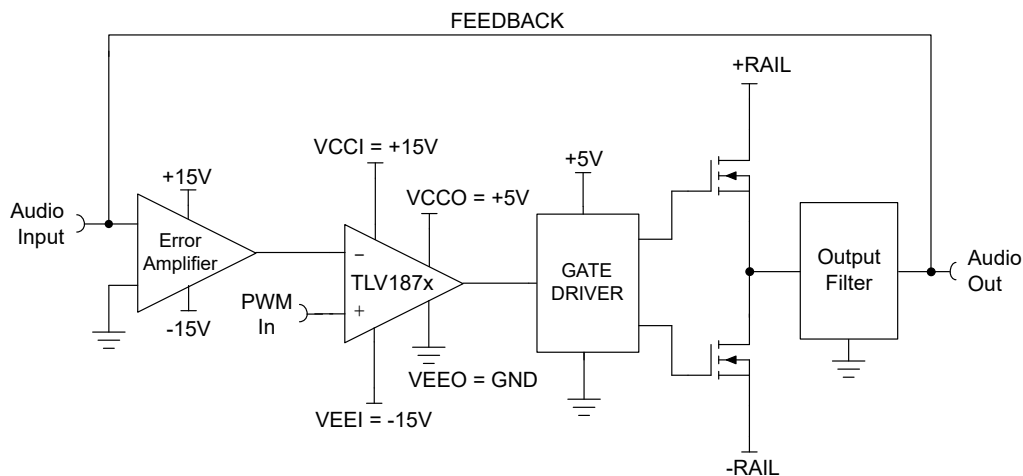 FEEDBACK
+RAIL
VCCI = +15V
+5V
+15V
VCCO = +5V
Audio
Input
Error
Amplifier
−
TLV187x
+
GATE
DRIVER
Output
Filter
Audio
Out
PWM
In
-15V
VEEO = GND
VEEI = -15V
-RAIL